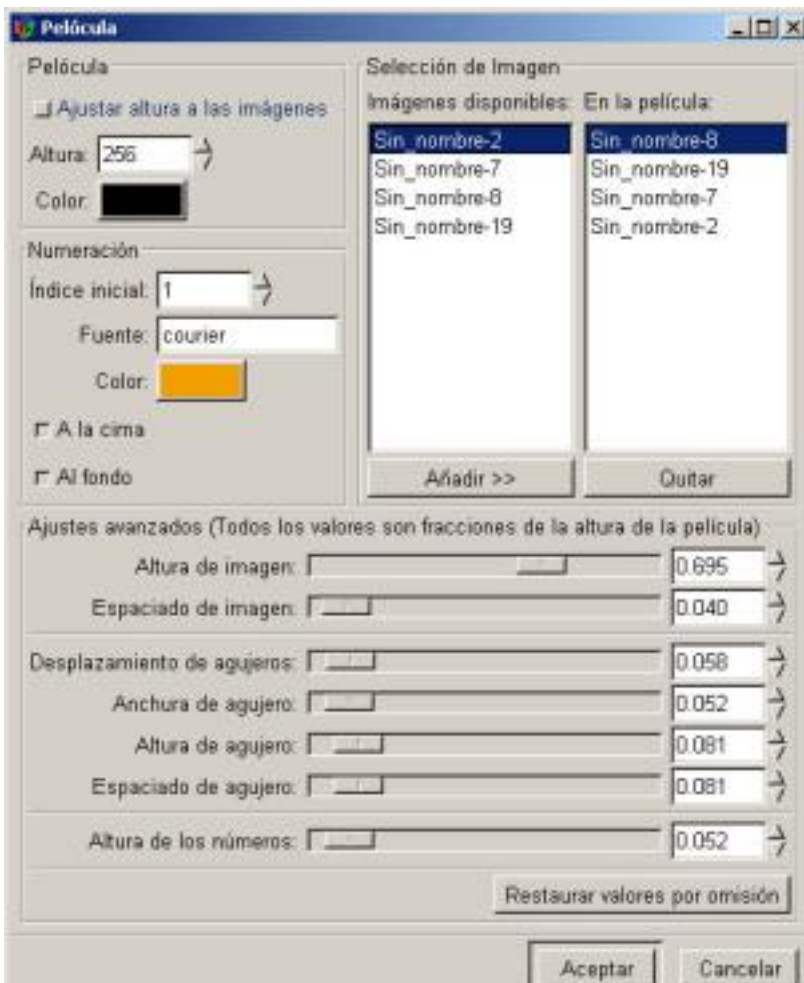 Pelócula
Pelócula
Ajustar altura a las imágenes
Altura: 256
Color:
Numeración
Índice inicial: 1
Fuente: courier
Color:
A la cima
Al fondo
Selección de Imagen
Imágenes disponibles:
Sin_nombre-2
Sin_nombre-7
Sin_nombre-8
Sin_nombre-19
Añadir >>
En la película:
Sin_nombre-8
Sin_nombre-19
Sin_nombre-7
Sin_nombre-2
Quitar
Ajustes avanzados (Todos los valores son fracciones de la altura de la película)
Altura de imagen: 0.695
Espaciado de imagen: 0.040
Desplazamiento de agujeros: 0.058
Anchura de agujero: 0.052
Altura de agujero: 0.081
Espaciado de agujero: 0.081
Altura de los números: 0.052
Restaurar valores por omisión
Aceptar
Cancelar